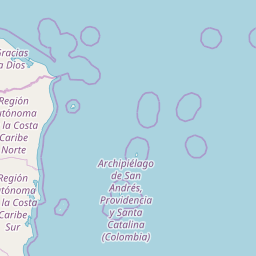 Gracias
a Dios
Región
Autónoma
la Costa
Caribe
Norte
Región
Autónoma
la Costa
Caribe
Sur
Archipiélago
de San
Andrés,
Providencia
y Santa
Catalina
(Colombia)